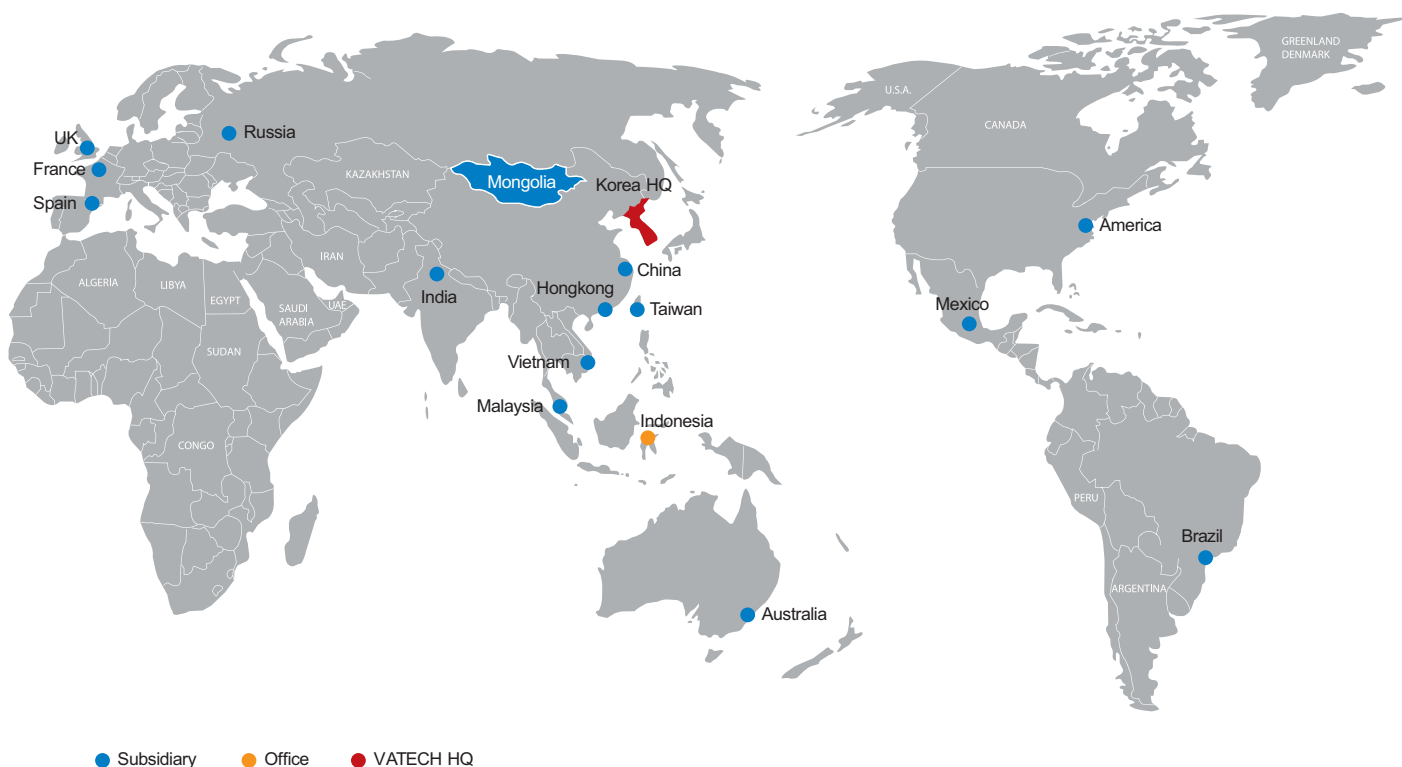 GREENLAND
DENMARK
U.S.A.
CANADA
UK
Russia
France
KAZAKHSTAN
Mongolia
Korea HQ
Spain
America
IRAN
China
ALGERIA
LIBYA
EGYPT
SAUDI
ARABIA
UAE
India
Hongkong
Taiwan
Mexico
SUDAN
Vietnam
Malaysia
Indonesia
CONGO
PERU
Brazil
ARGENTINA
Australia
Subsidiary
Office
VATECH HQ